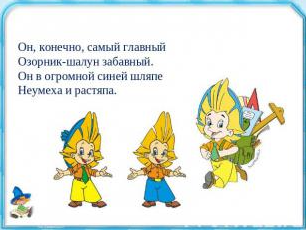 Он, конечно, самый главный
Озорник-шалун забавный.
Он в огромной синей шляпе
Неумеха и растяпа.